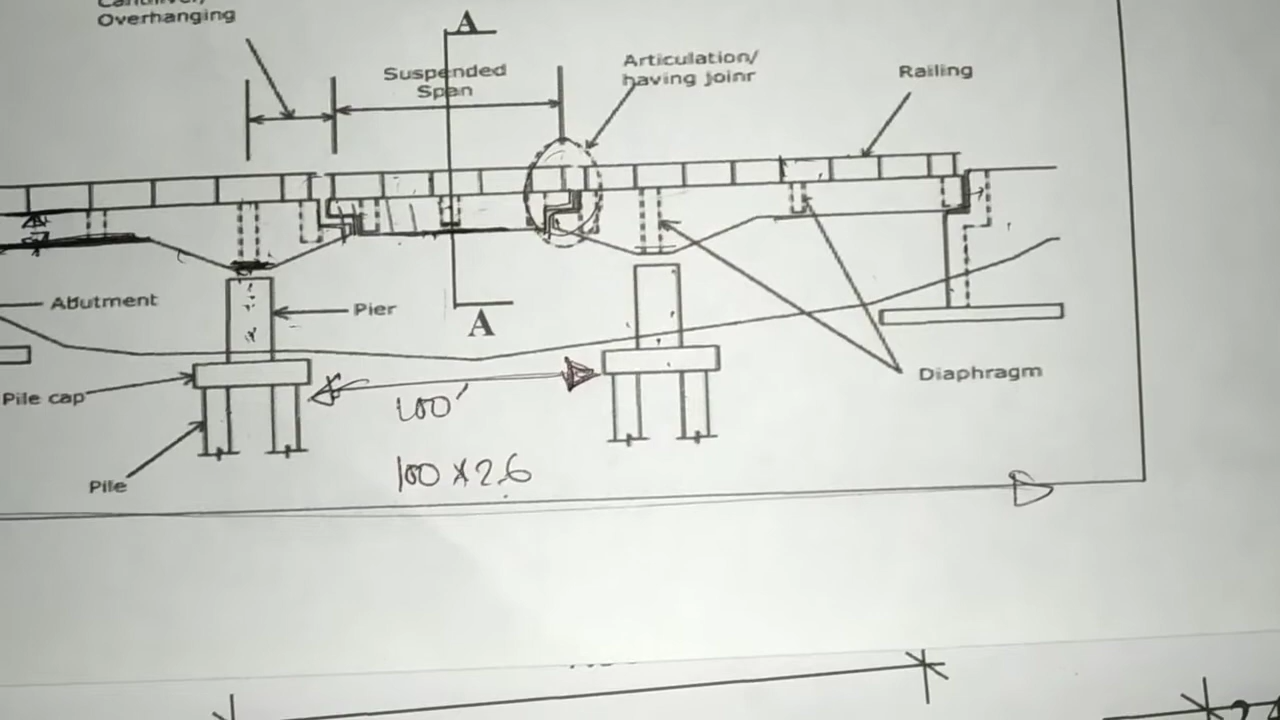 Overhanging
A
Suspended
Span
Articulation/
having joinr
Railing
Abutment
Pier
A
Diaphragm
Pile cap
100'
Pile
100 x 2.6